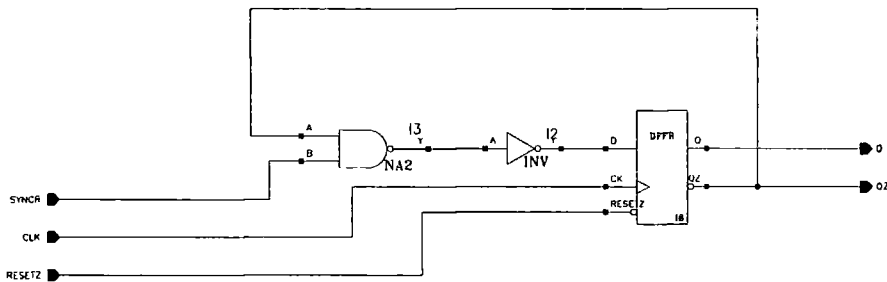 A
I3
Y
A
I2
Y
D
DFFR
Q
Q
B
NA2
INV
SYNCR
CK
QZ
QZ
RESETZ
I8
CLK
RESETZ